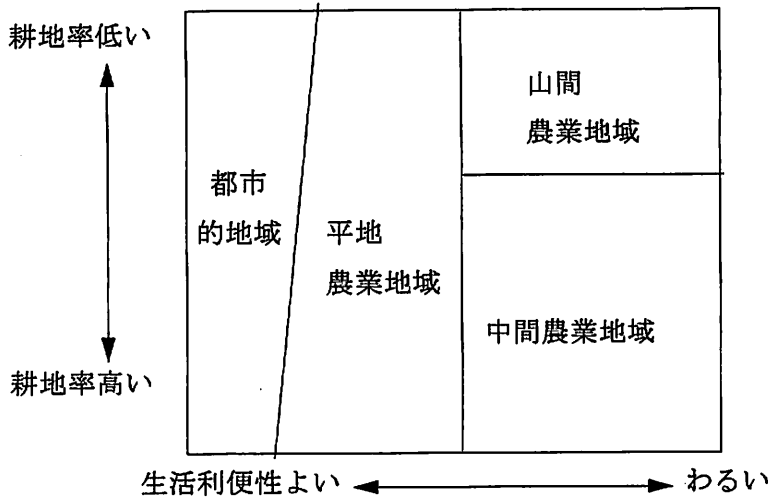 耕地率低い
山間
農業地域
都市
的地域
平地
農業地域
中間農業地域
耕地率高い
生活利便性よい
わるい